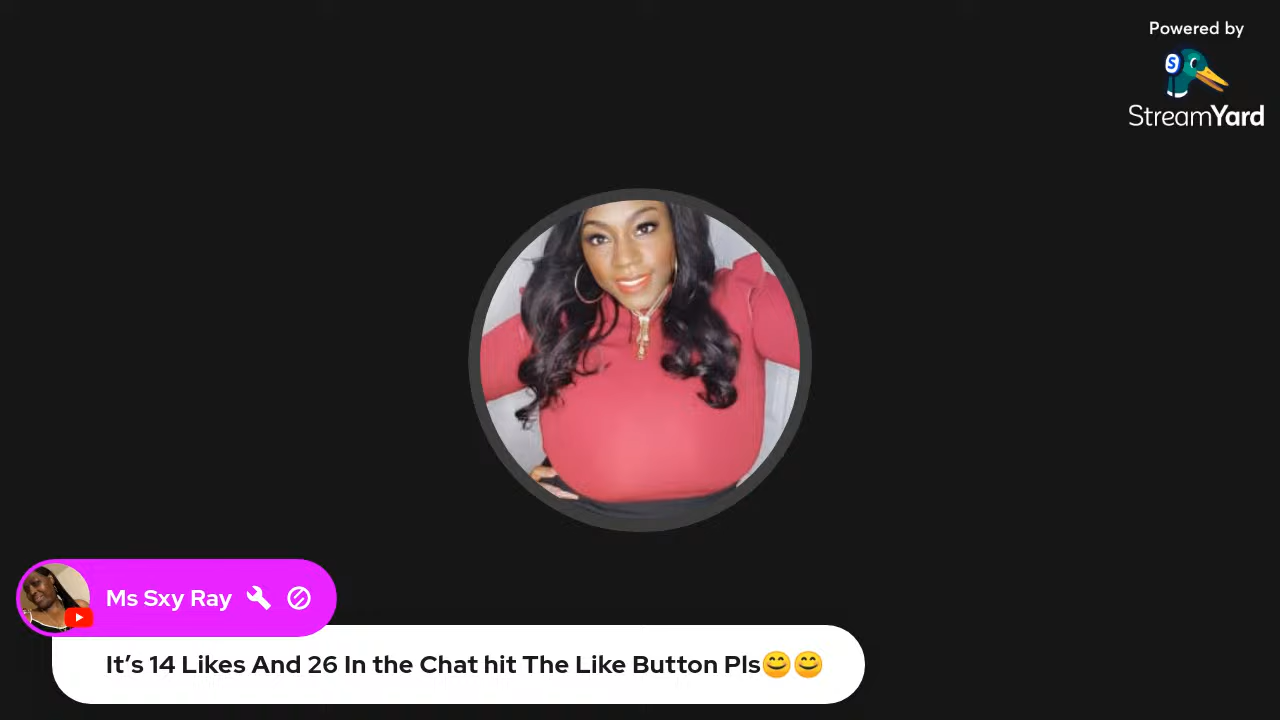 Powered by
S
StreamYard
Ms Sxy Ray
It’s 14 Likes And 26 In the Chat hit The Like Button Pls😊😊